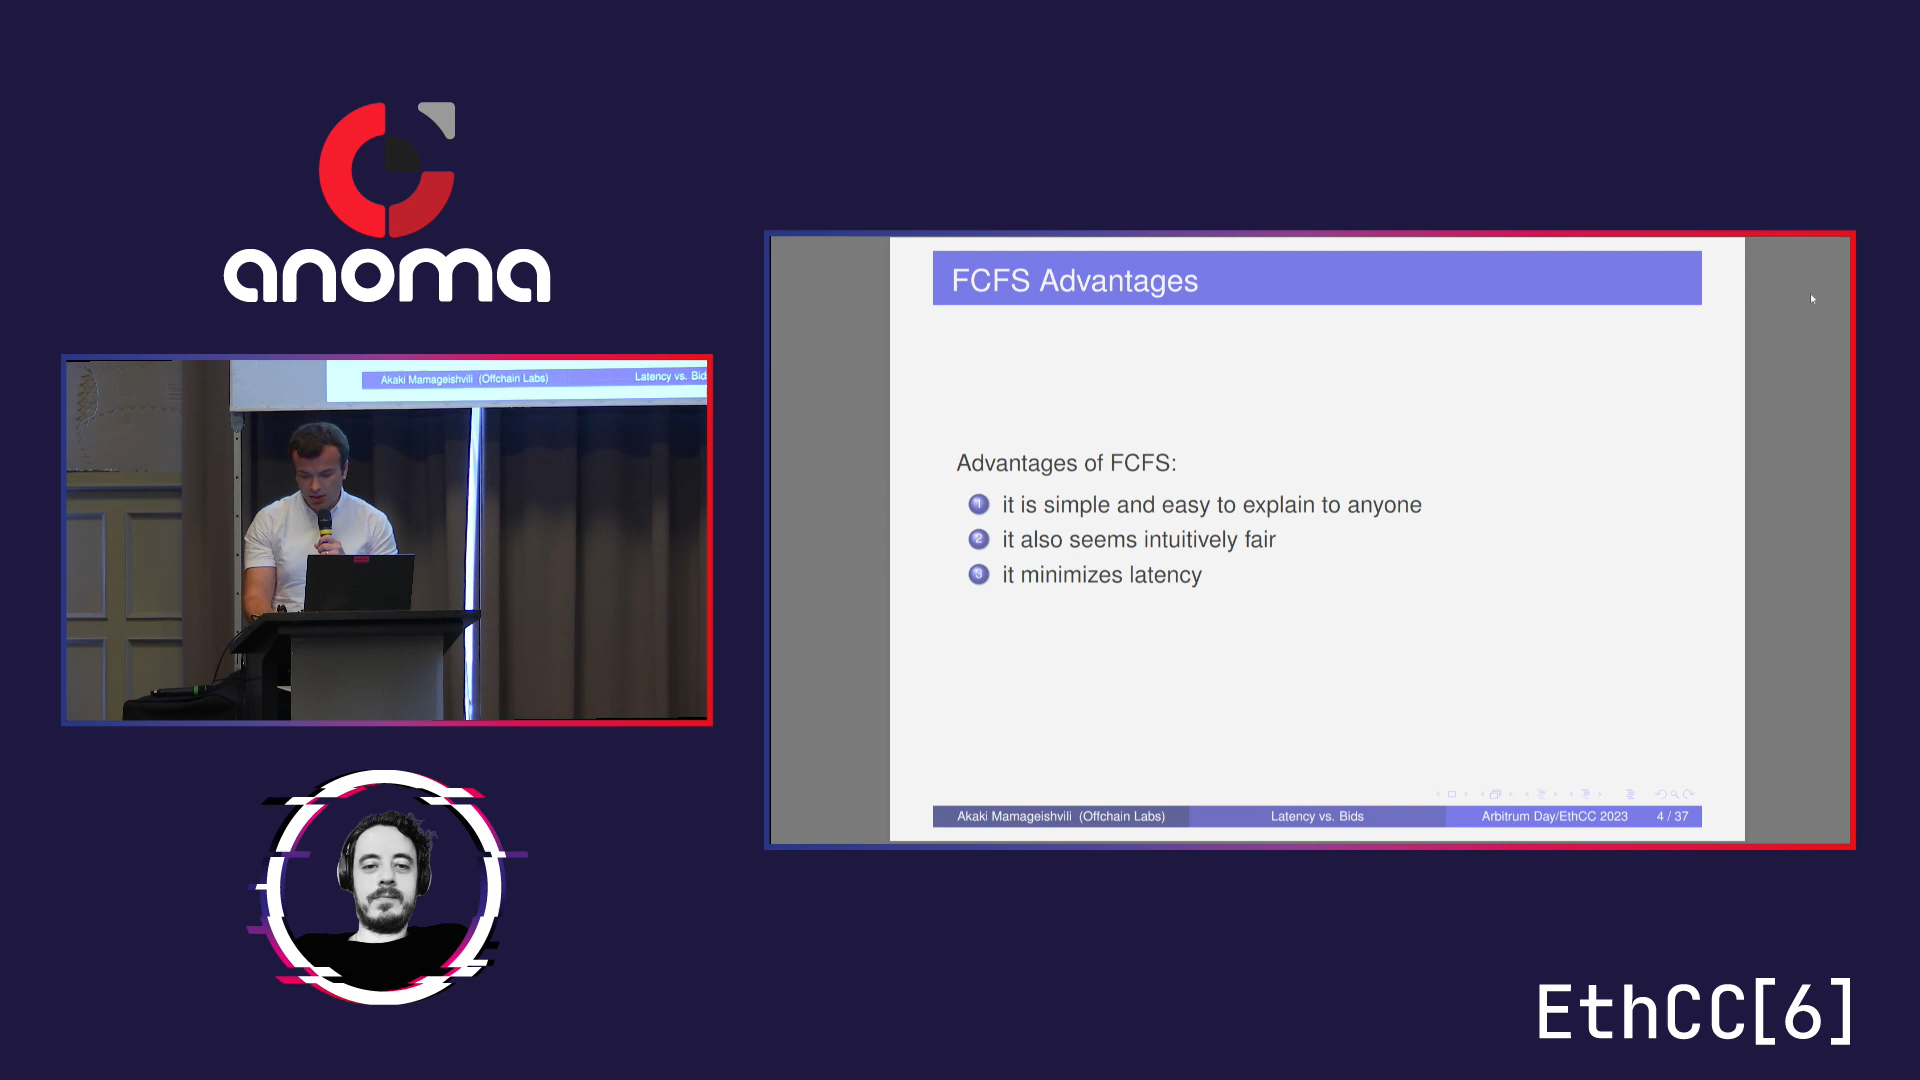 anoma
Akaki Mamageishvili (Offchain Labs)
Latency vs. Bid
FCFS Advantages
Advantages of FCFS:
1 it is simple and easy to explain to anyone
2 it also seems intuitively fair
3 it minimizes latency
Akaki Mamageishvili (Offchain Labs) Latency vs. Bids Arbitrum Day/EthCC 2023 4 / 37
EthCC[6]